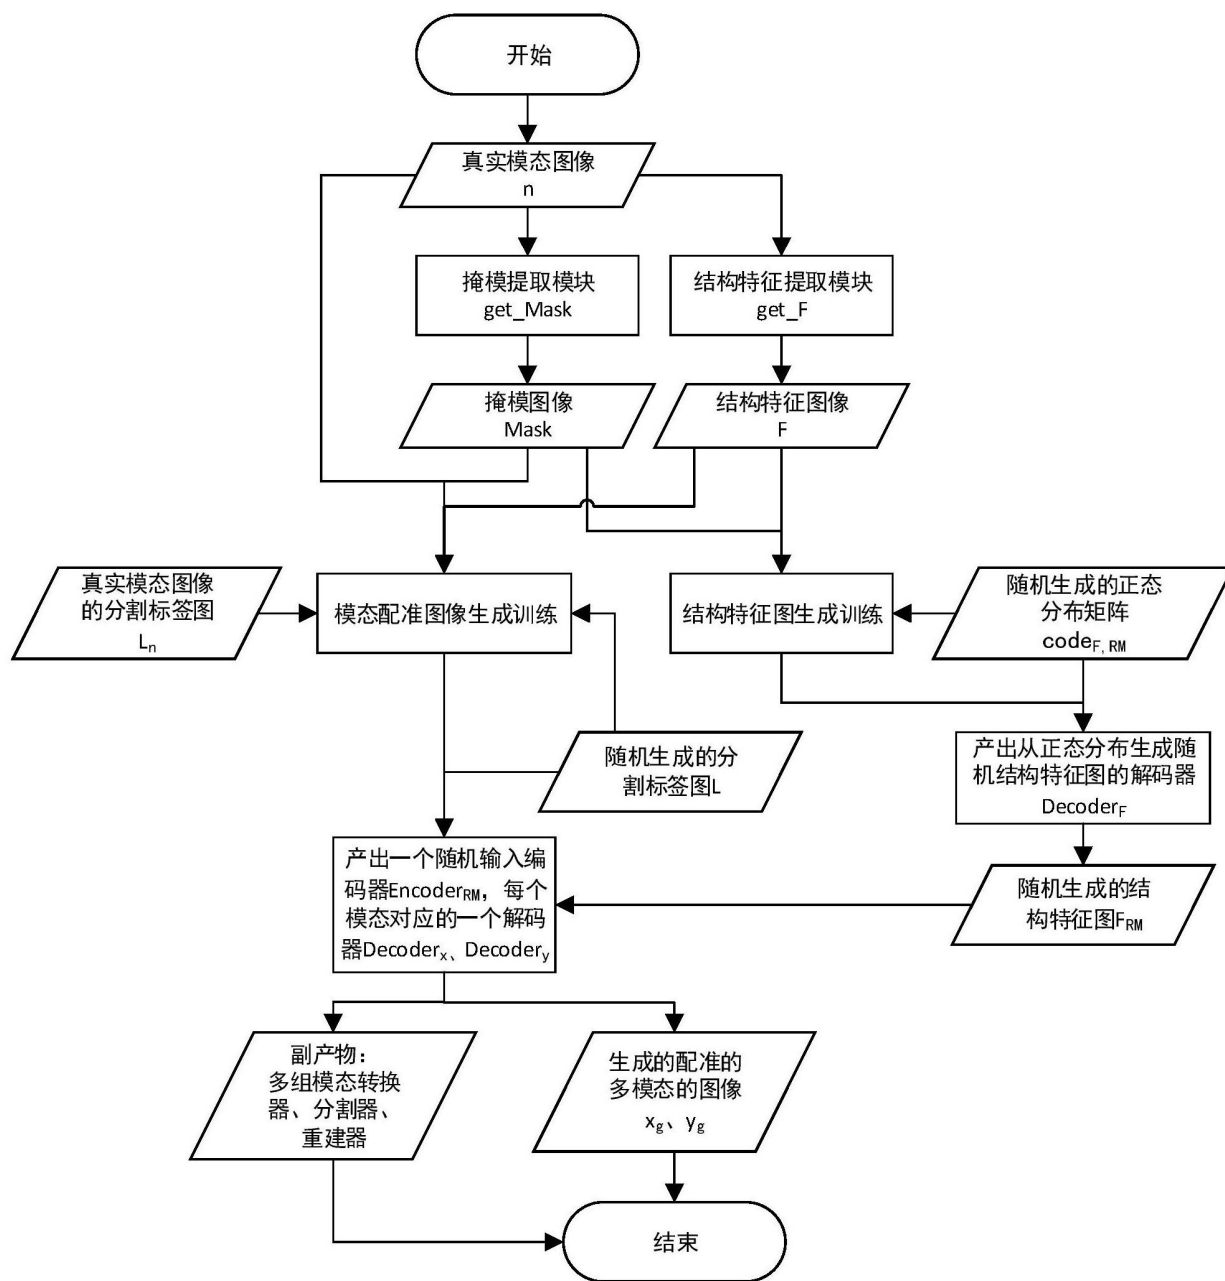 开始
真实模态图像
n
掩模提取模块
get_Mask
结构特征提取模块
get_F
掩模图像
Mask
结构特征图像
F
真实模态图像
的分割标签图
Lₙ
模态配准图像生成训练
结构特征图生成训练
随机生成的正态
分布矩阵
code_F, RM
随机生成的分
割标签图L
产出从正态分布生成随
机结构特征图的解码器
Decoder_F
产出一个随机输入编
码器Encoder_RM，每个
模态对应的一个解码
器Decoderₓ、Decoder_y
随机生成的结
构特征图F_RM
副产物：
多组模态转换
器、分割器、
重建器
生成的配准的
多模态的图像
x_g、y_g
结束